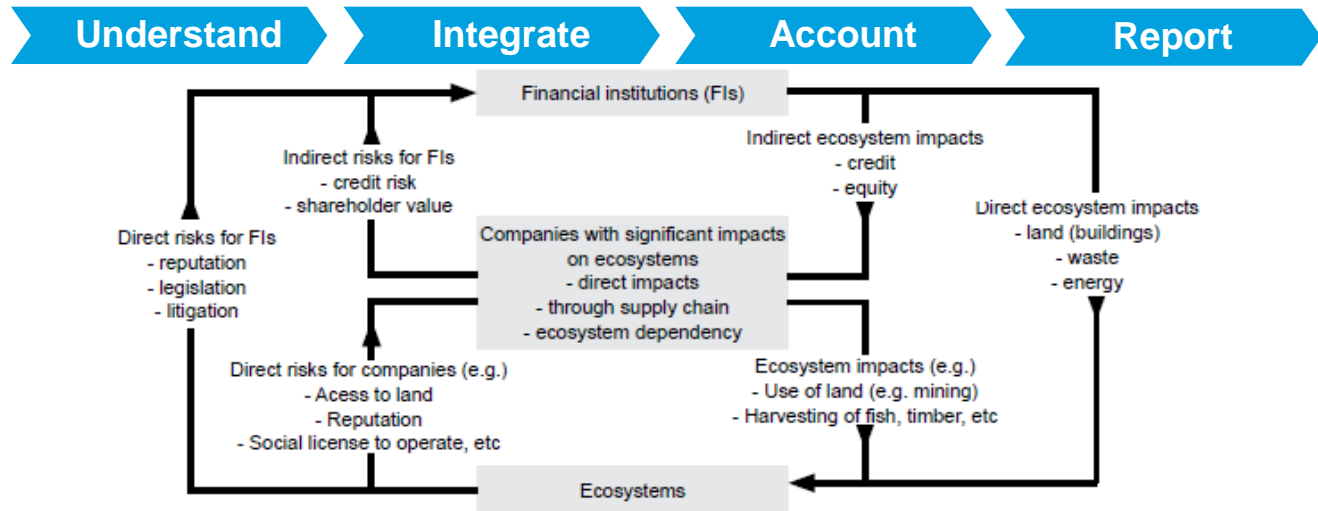 Understand
Integrate
Account
Report
Financial institutions (FIs)
Indirect risks for FIs
- credit risk
- shareholder value
Indirect ecosystem impacts
- credit
- equity
Direct risks for FIs
- reputation
- legislation
- litigation
Companies with significant impacts
on ecosystems
- direct impacts
- through supply chain
- ecosystem dependency
Direct ecosystem impacts
- land (buildings)
- waste
- energy
Direct risks for companies (e.g.)
- Acess to land
- Reputation
- Social license to operate, etc
Ecosystem impacts (e.g.)
- Use of land (e.g. mining)
- Harvesting of fish, timber, etc
Ecosystems